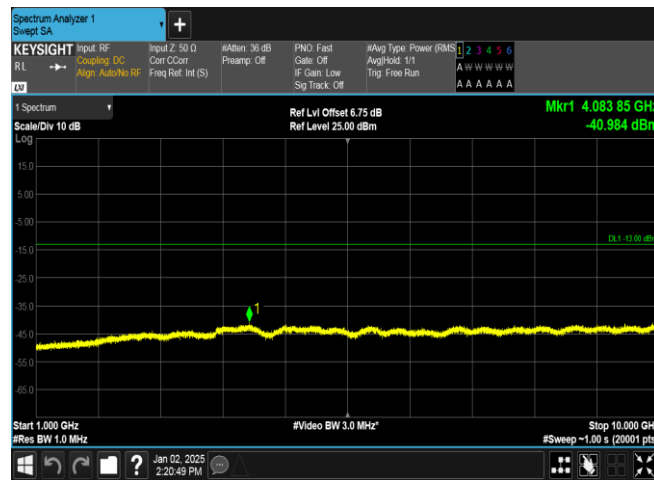 Spectrum Analyzer 1
Swept SA
+
KEYSIGHT
Input: RF
Input Z: 50 Ω
#Atten: 36 dB
PNO: Fast
#Avg Type: Power (RMS
1 2 3 4 5 6
RL
Coupling: DC
Corr CCorr
Preamp: Off
Gate: Off
Avg|Hold: 1/1
A W W W W W
Align: Auto/No RF
Freq Ref: Int (S)
IF Gain: Low
Trig: Free Run
Sig Track: Off
A A A A A A
LXI
1 Spectrum
Ref Lvl Offset 6.75 dB
Mkr1 4.083 85 GHz
Scale/Div 10 dB
Ref Level 25.00 dBm
-40.984 dBm
Log
15.0
5.00
-5.00
DL1 -13.00 dBm
-15.0
-25.0
-35.0
1
-45.0
-55.0
-65.0
Start 1.000 GHz
#Video BW 3.0 MHz*
Stop 10.000 GH
#Res BW 1.0 MHz
#Sweep ~1.00 s (20001 pts
?
Jan 02, 2025
2:20:49 PM